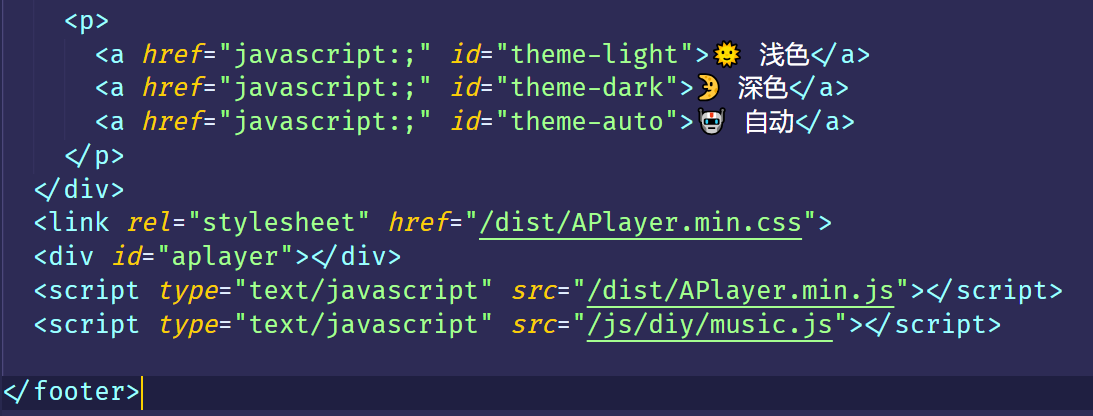 <p>
<a href="javascript:;" id="theme-light">🌞 浅色</a>
<a href="javascript:;" id="theme-dark">🌛 深色</a>
<a href="javascript:;" id="theme-auto">🤖️ 自动</a>
</p>
</div>
<link rel="stylesheet" href="/dist/APlayer.min.css">
<div id="aplayer"></div>
<script type="text/javascript" src="/dist/APlayer.min.js"></script>
<script type="text/javascript" src="/js/diy/music.js"></script>
</footer>